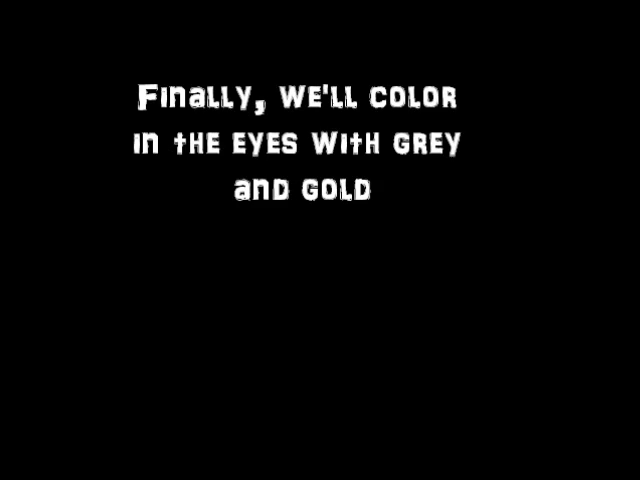 Finally, we'll color
in the eyes with grey
and gold